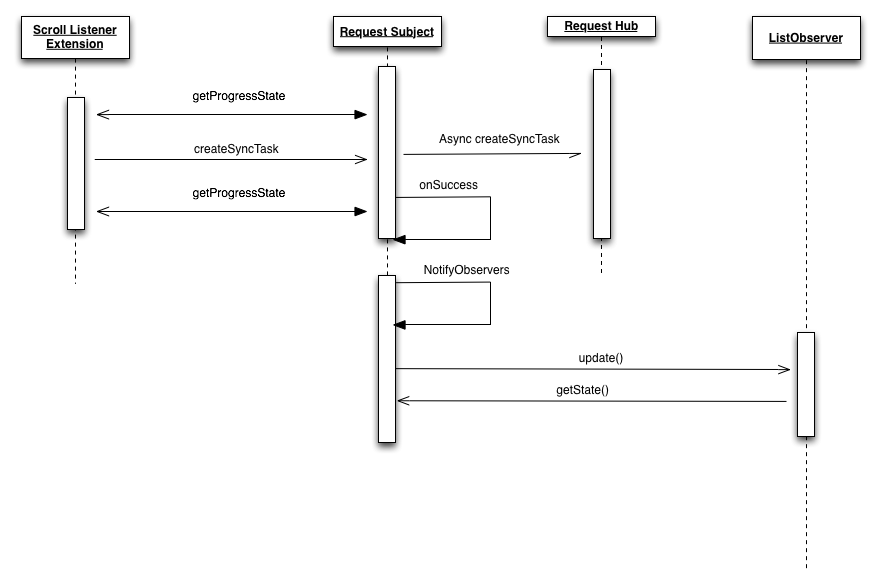 Scroll Listener
Extension
Request Subject
Request Hub
ListObserver
getProgressState
Async createSyncTask
createSyncTask
onSuccess
getProgressState
NotifyObservers
update()
getState()